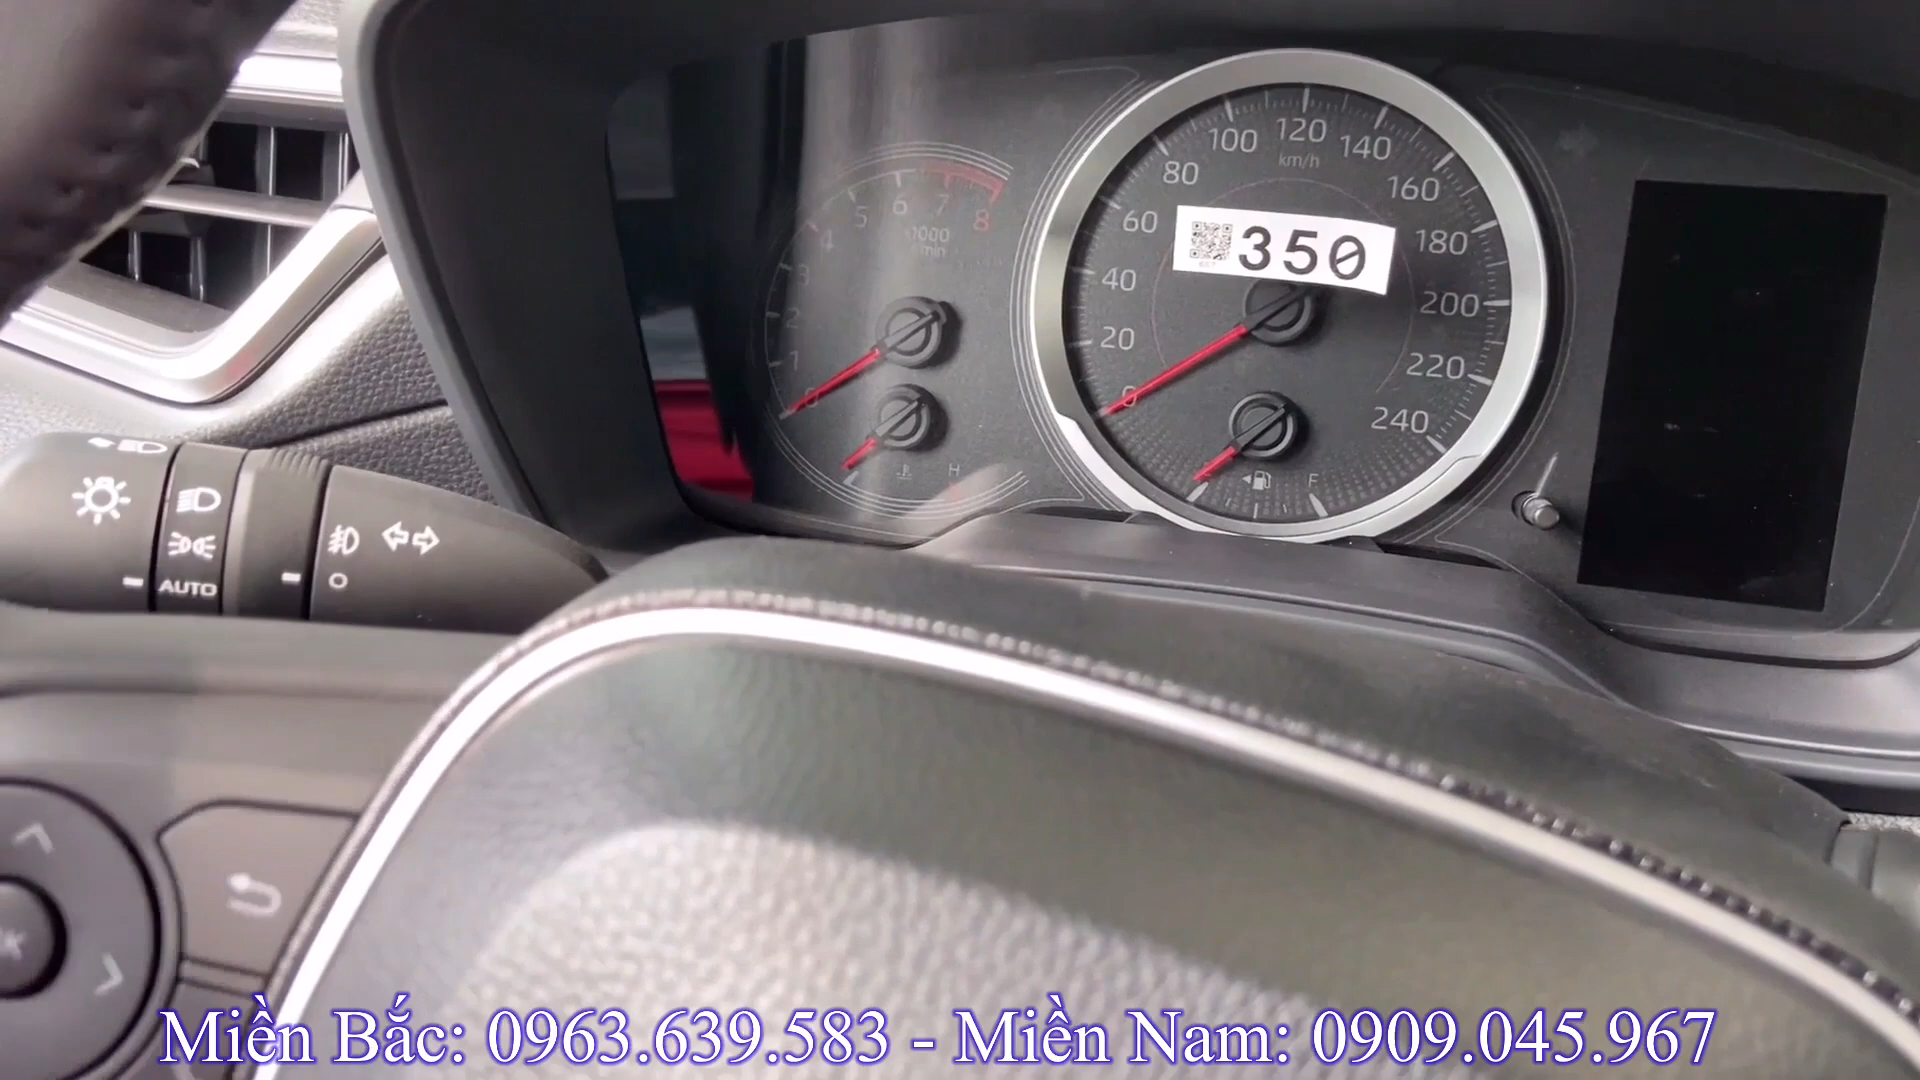 100 120 140
km/h
80 160
60 180
350
40 200
20 220
0 240
F
5 6 7 8
4
3
2
1
0
x1000
/min
H
AUTO
O
OK
Miền Bắc: 0963.639.583 - Miền Nam: 0909.045.967